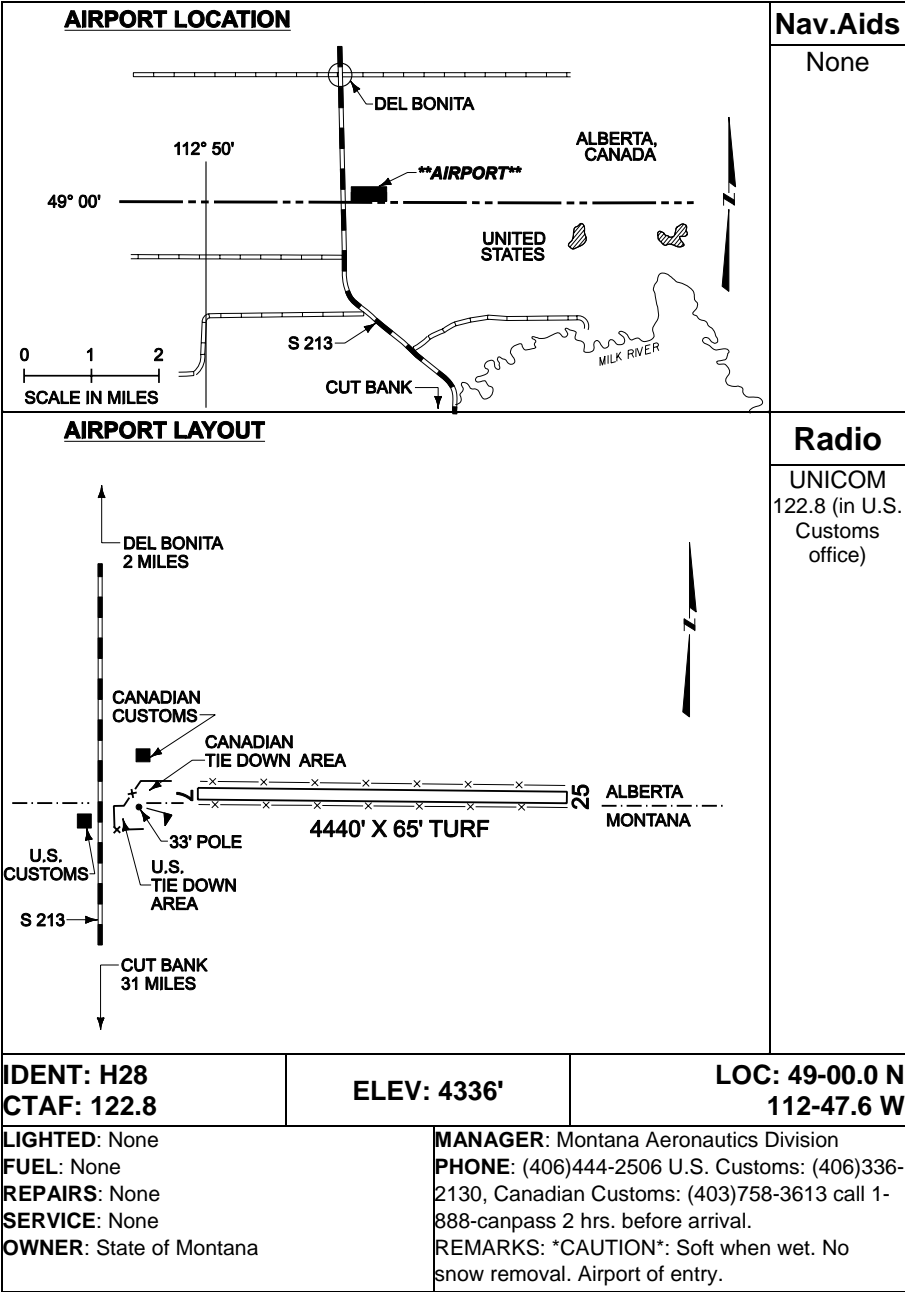 AIRPORT LOCATION
Nav.Aids
None
DEL BONITA
112° 50'
ALBERTA,
CANADA
**AIRPORT**
N
49° 00'
UNITED
STATES
S 213
MILK RIVER
0 1 2
SCALE IN MILES
CUT BANK
AIRPORT LAYOUT
Radio
UNICOM
122.8 (in U.S.
Customs
office)
DEL BONITA
2 MILES
N
CANADIAN
CUSTOMS
CANADIAN
TIE DOWN AREA
7
25
ALBERTA
MONTANA
4440' X 65' TURF
33' POLE
U.S.
CUSTOMS
U.S.
TIE DOWN
AREA
S 213
CUT BANK
31 MILES
IDENT: H28
CTAF: 122.8
ELEV: 4336'
LOC: 49-00.0 N
112-47.6 W
LIGHTED: None
FUEL: None
REPAIRS: None
SERVICE: None
OWNER: State of Montana
MANAGER: Montana Aeronautics Division
PHONE: (406)444-2506 U.S. Customs: (406)336-
2130, Canadian Customs: (403)758-3613 call 1-
888-canpass 2 hrs. before arrival.
REMARKS: *CAUTION*: Soft when wet. No
snow removal. Airport of entry.